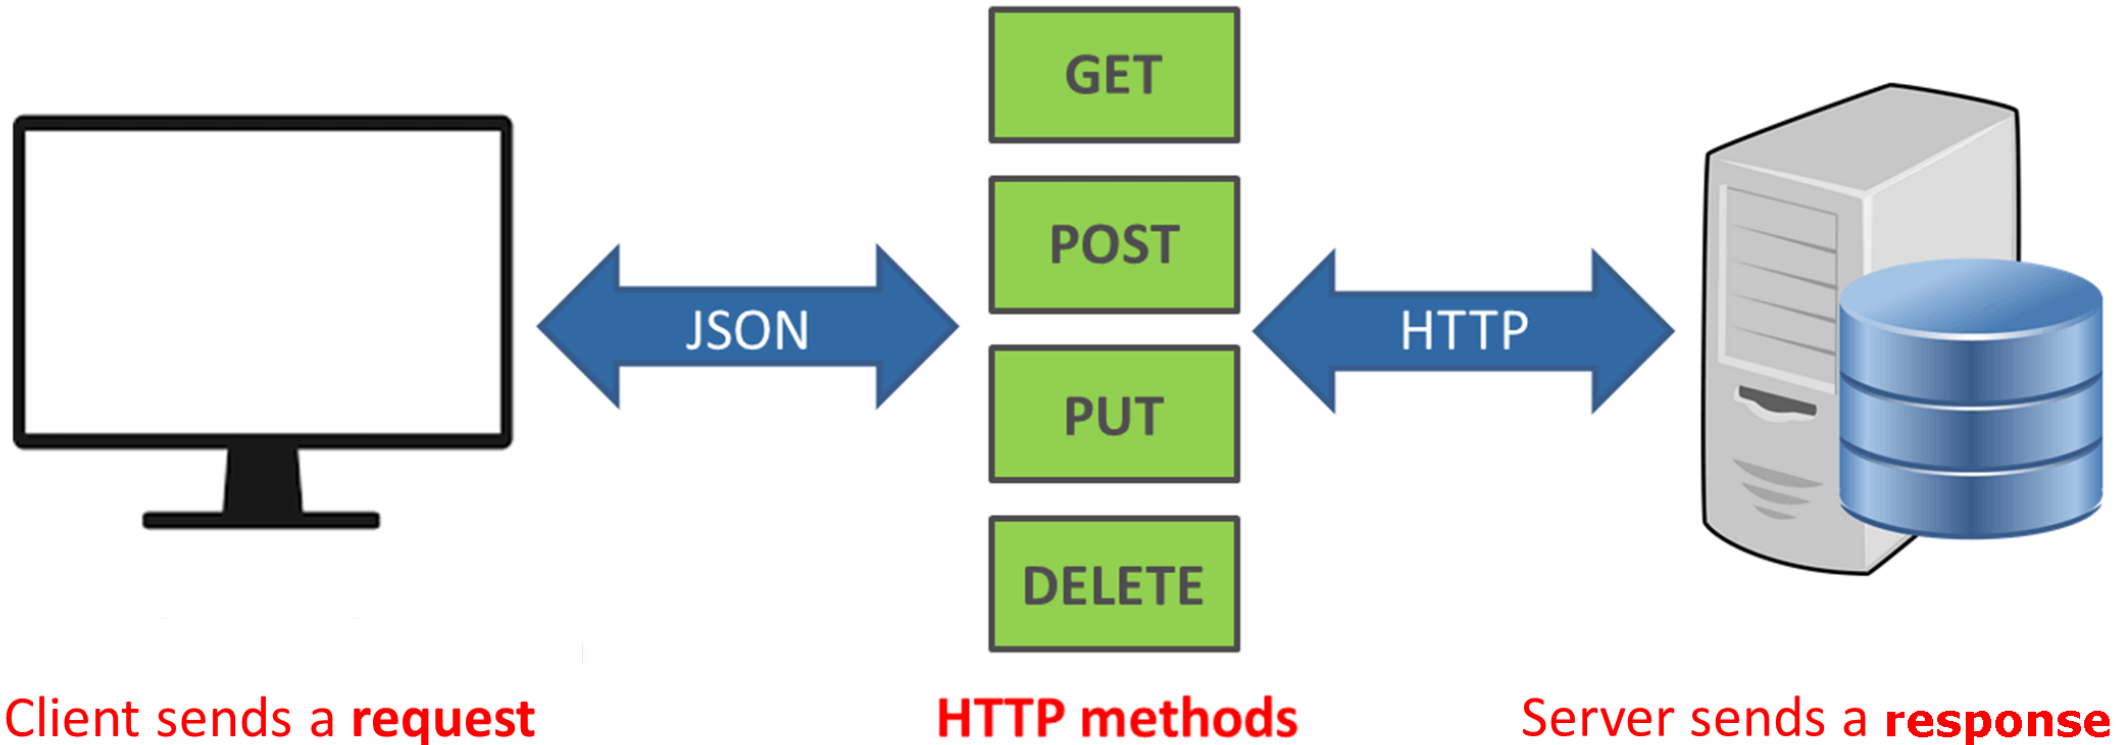 GET
POST
JSON
HTTP
PUT
DELETE
Client sends a request
HTTP methods
Server sends a response